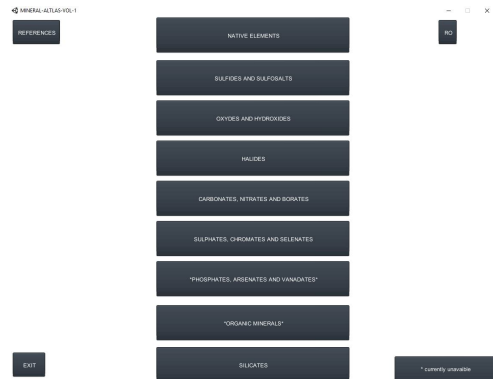 MINERAL-ALTLAS-VOL-1
REFERENCES
NATIVE ELEMENTS
RO
SULFIDES AND SULFOSALTS
OXYDES AND HYDROXIDES
HALIDES
CARBONATES, NITRATES AND BORATES
SULPHATES, CHROMATES AND SELENATES
*PHOSPHATES, ARSENATES AND VANADATES*
*ORGANIC MINERALS*
EXIT
SILICATES
* currently unavaible